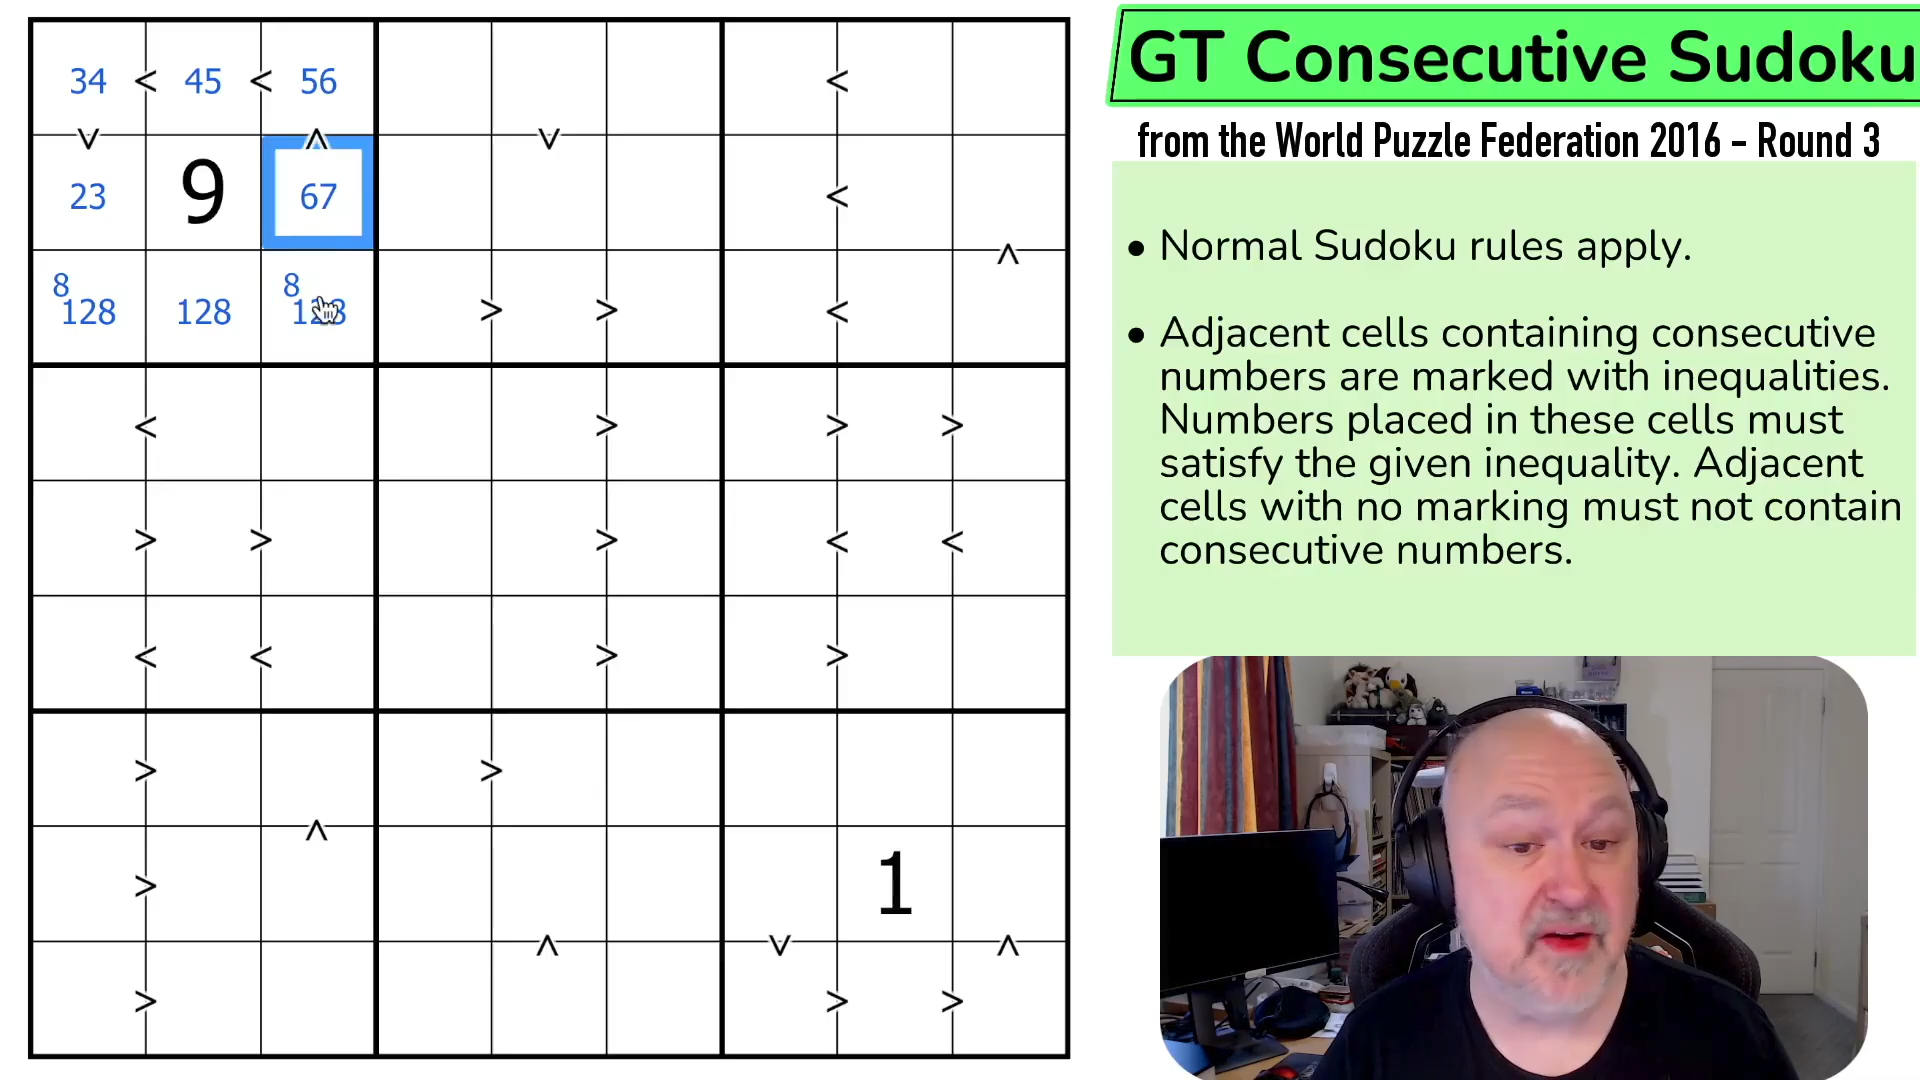 GT Consecutive Sudoku
from the World Puzzle Federation 2016 - Round 3
• Normal Sudoku rules apply.
• Adjacent cells containing consecutive
numbers are marked with inequalities.
Numbers placed in these cells must
satisfy the given inequality. Adjacent
cells with no marking must not contain
consecutive numbers.
34 < 45 < 56 <
v ^ v
23 9 67 <
^
8 8
128 128 128 > > <
< > > >
> > > < <
< < > >
> >
^
> 1
^ v ^
> > >